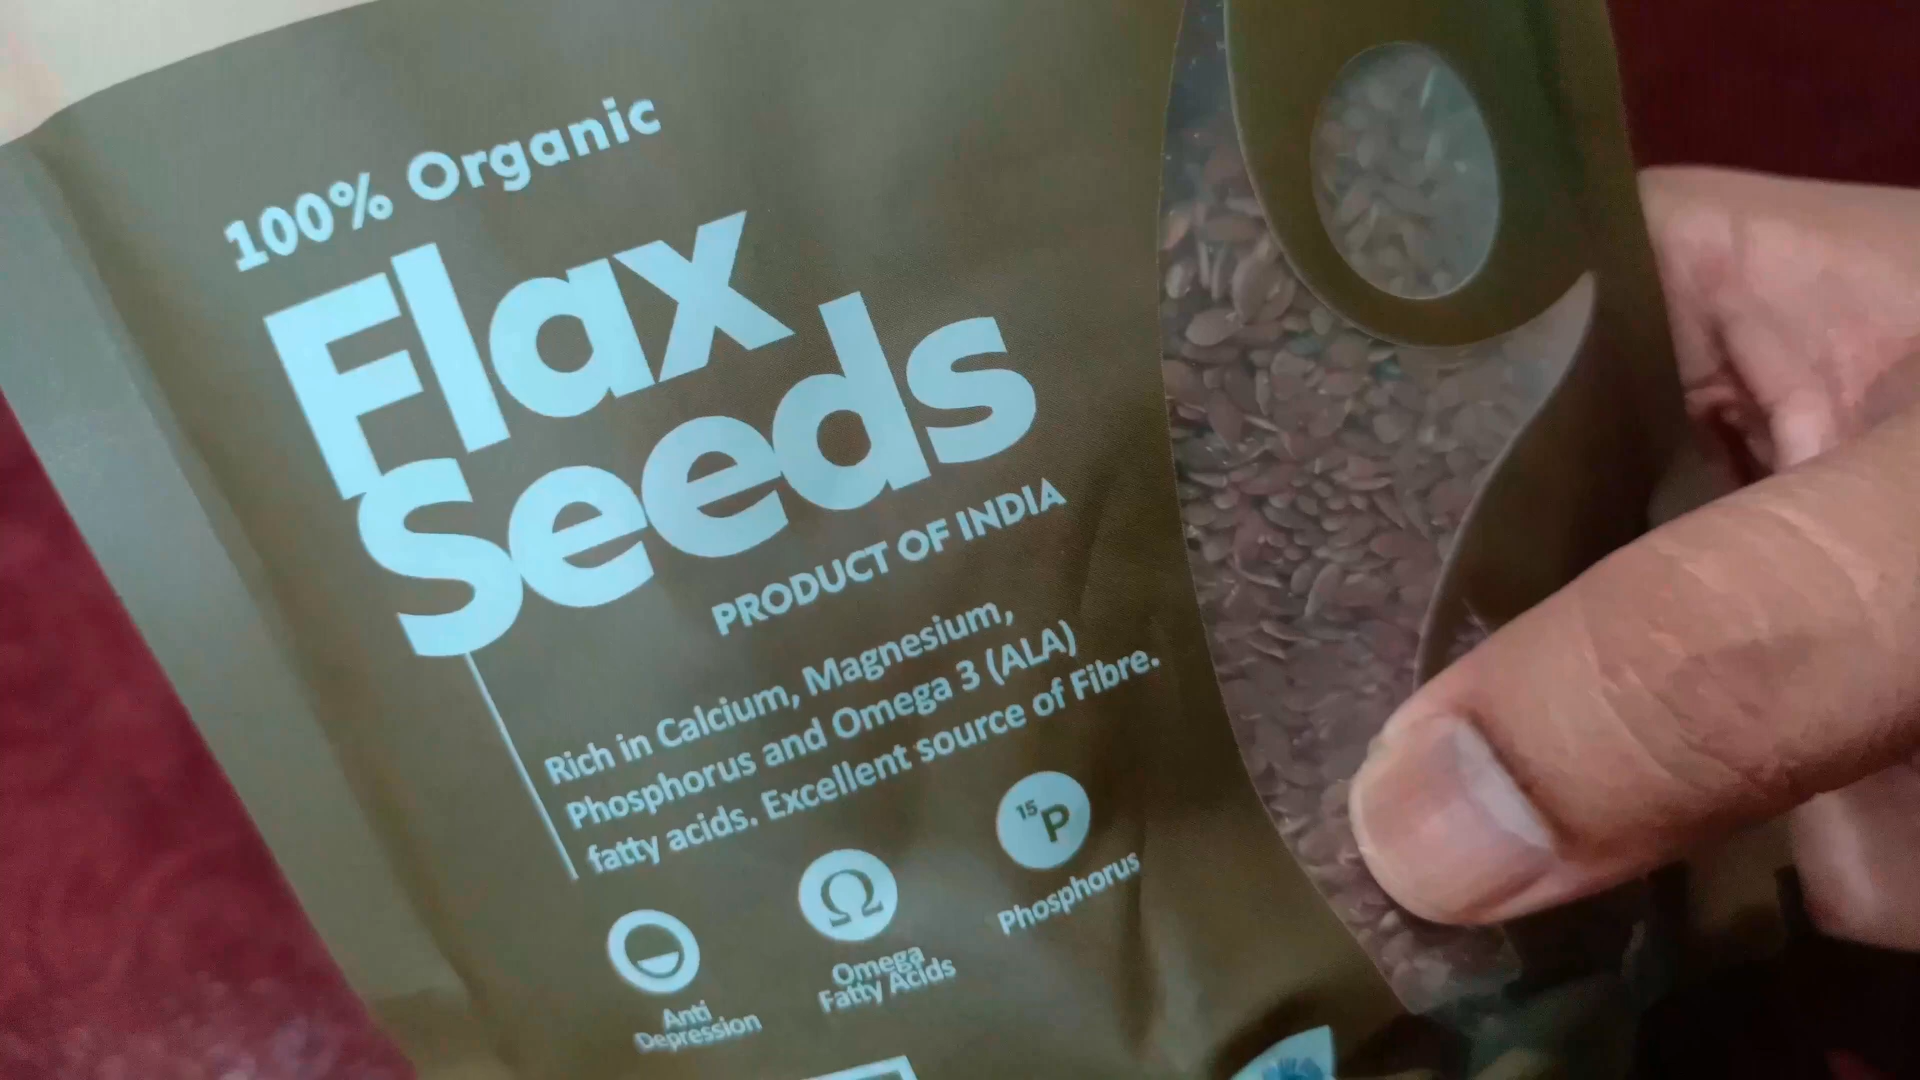 100% Organic
Flax
Seeds
PRODUCT OF INDIA
Rich in Calcium, Magnesium,
Phosphorus and Omega 3 (ALA)
fatty acids. Excellent source of Fibre.
Anti
Depression
Ω
Omega
Fatty Acids
15P
Phosphorus